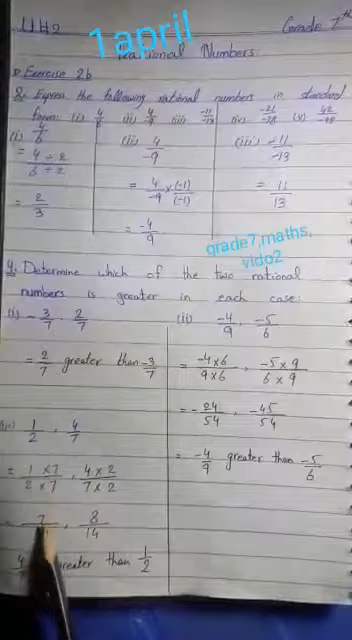 1 april
U H2
Grade 7th
Rational Numbers:
Exercise 2b
Q: Express the following rational numbers in standard
form: (i) 4/6 (ii) 4/-9 (iii) -11/-13 (iv) -21/-28 (v)
(i) 4/6
= 4 ÷ 2 / 6 ÷ 2
= 2/3
(ii) 4/-9
= 4/-9 × (-1)/(-1)
= -4/9
(iii) -11/-13
= 11/13
grade7,maths,
vido2
Q. Determine which of the two rational
numbers is greater in each case:
(i) -3/7 , 2/7
= 2/7 greater than -3/7
(ii) -4/9 , -5/6
= -4×6/9×6 , -5×9/6×9
= -24/54 , -45/54
= -4/9 greater than -5/6
1/2 , 4/7
= 1×7/2×7 , 4×2/7×2
= 7 , 8/14
greater than 1/2